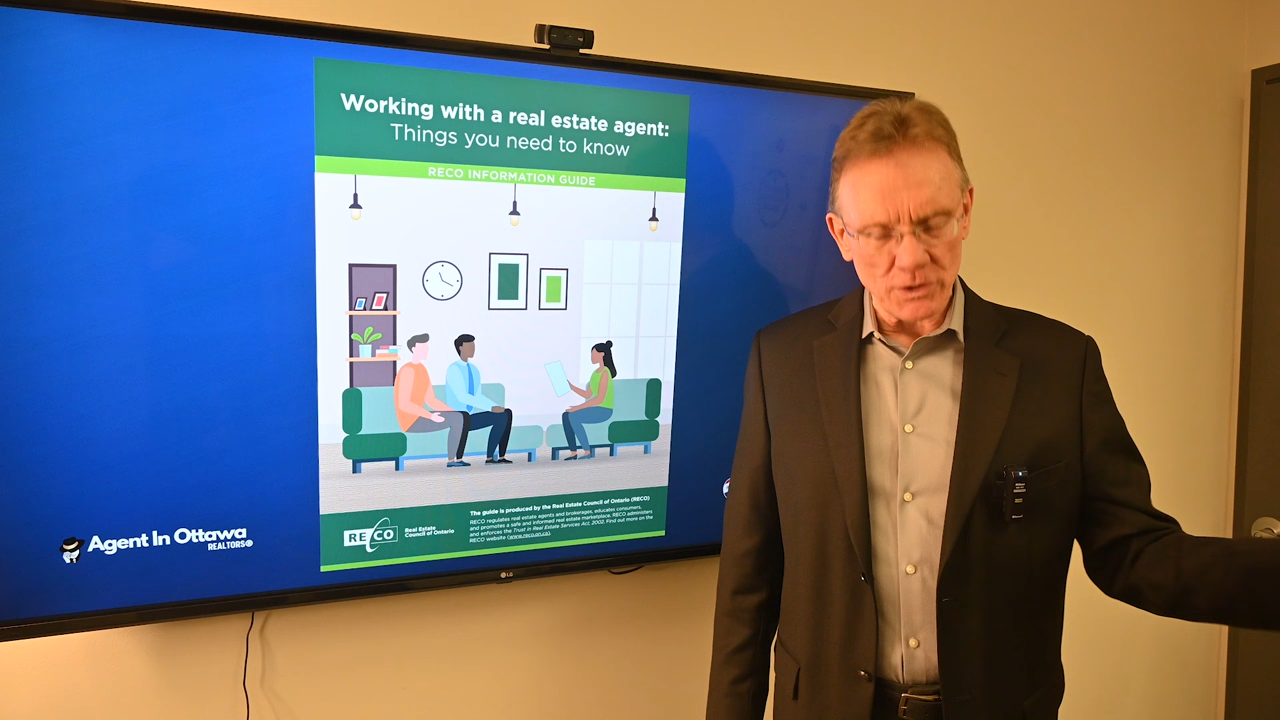 Working with a real estate agent:
Things you need to know
RECO INFORMATION GUIDE
The guide is produced by the Real Estate Council of Ontario (RECO)
RECO regulates real estate agents and brokerages, educates consumers,
and promotes a safe and informed real estate marketplace. RECO administers
and enforces the Trust in Real Estate Services Act, 2002. Find out more on the
RECO website (www.reco.on.ca).
RECO
Real Estate
Council of Ontario
Agent In Ottawa
REALTORS®
LG